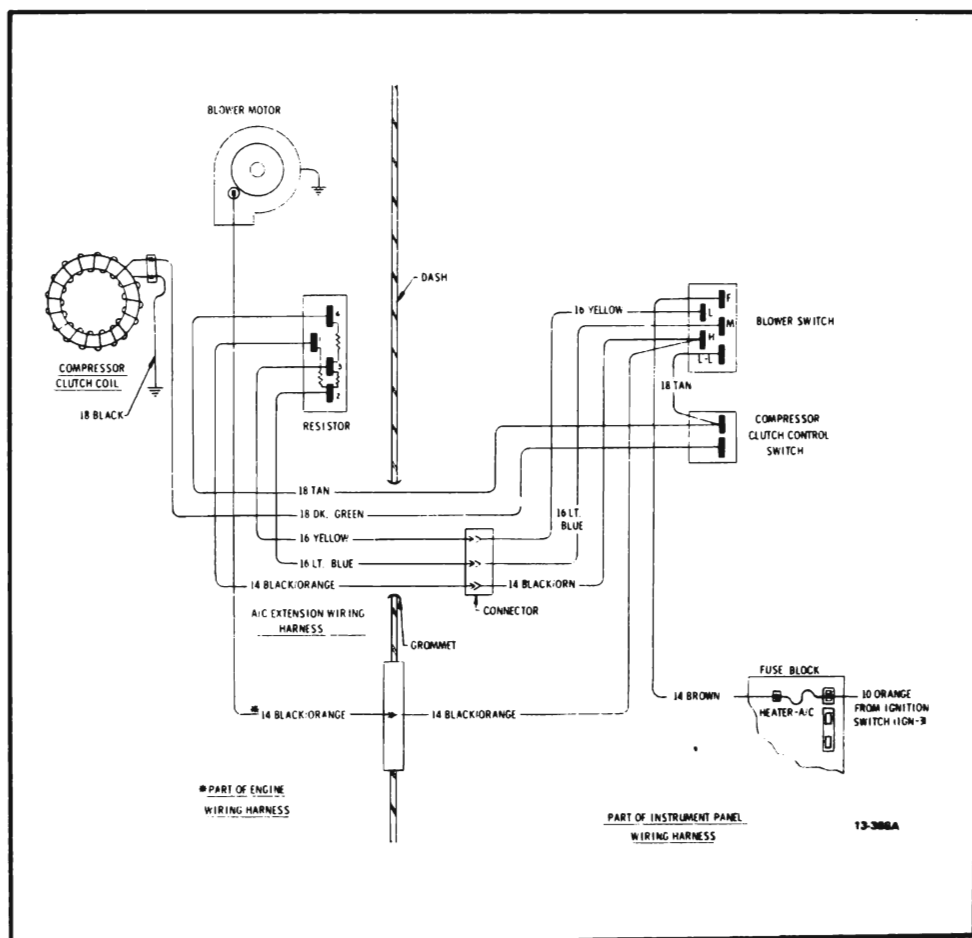 BLOWER MOTOR
DASH
16 YELLOW
F
L
M
H
L-L
BLOWER SWITCH
4
1
3
2
RESISTOR
COMPRESSOR
CLUTCH COIL
18 BLACK
18 TAN
COMPRESSOR
CLUTCH CONTROL
SWITCH
18 TAN
18 DK. GREEN
16 LT.
BLUE
16 YELLOW
16 LT. BLUE
14 BLACK/ORANGE
14 BLACK/ORN
CONNECTOR
A/C EXTENSION WIRING
HARNESS
GROMMET
FUSE BLOCK
14 BROWN
HEATER-A/C
10 ORANGE
FROM IGNITION
SWITCH (IGN-3)
* 14 BLACK/ORANGE
14 BLACK/ORANGE
* PART OF ENGINE
WIRING HARNESS
PART OF INSTRUMENT PANEL
WIRING HARNESS